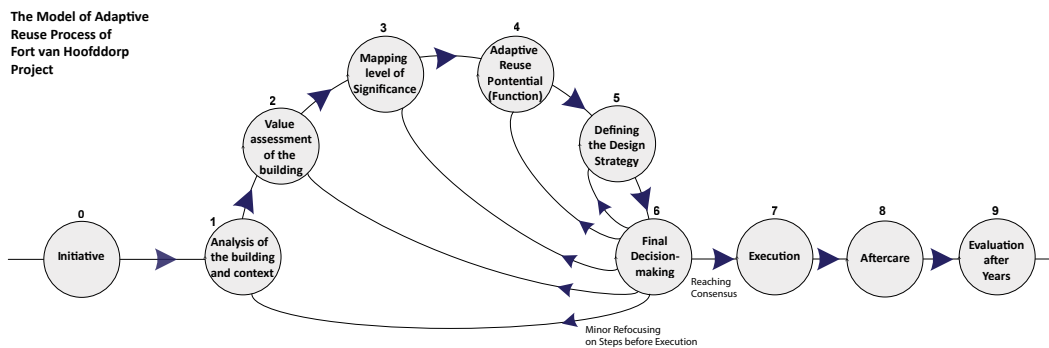 The Model of Adaptive
Reuse Process of
Fort van Hoofddorp
Project
0
Initiative
1
Analysis of
the building
and context
2
Value
assessment
of the
building
3
Mapping
level of
Significance
4
Adaptive
Reuse
Pontential
(Function)
5
Defining
the Design
Strategy
6
Final
Decision-
making
Reaching
Consensus
Minor Refocusing
on Steps before Execution
7
Execution
8
Aftercare
9
Evaluation
after
Years